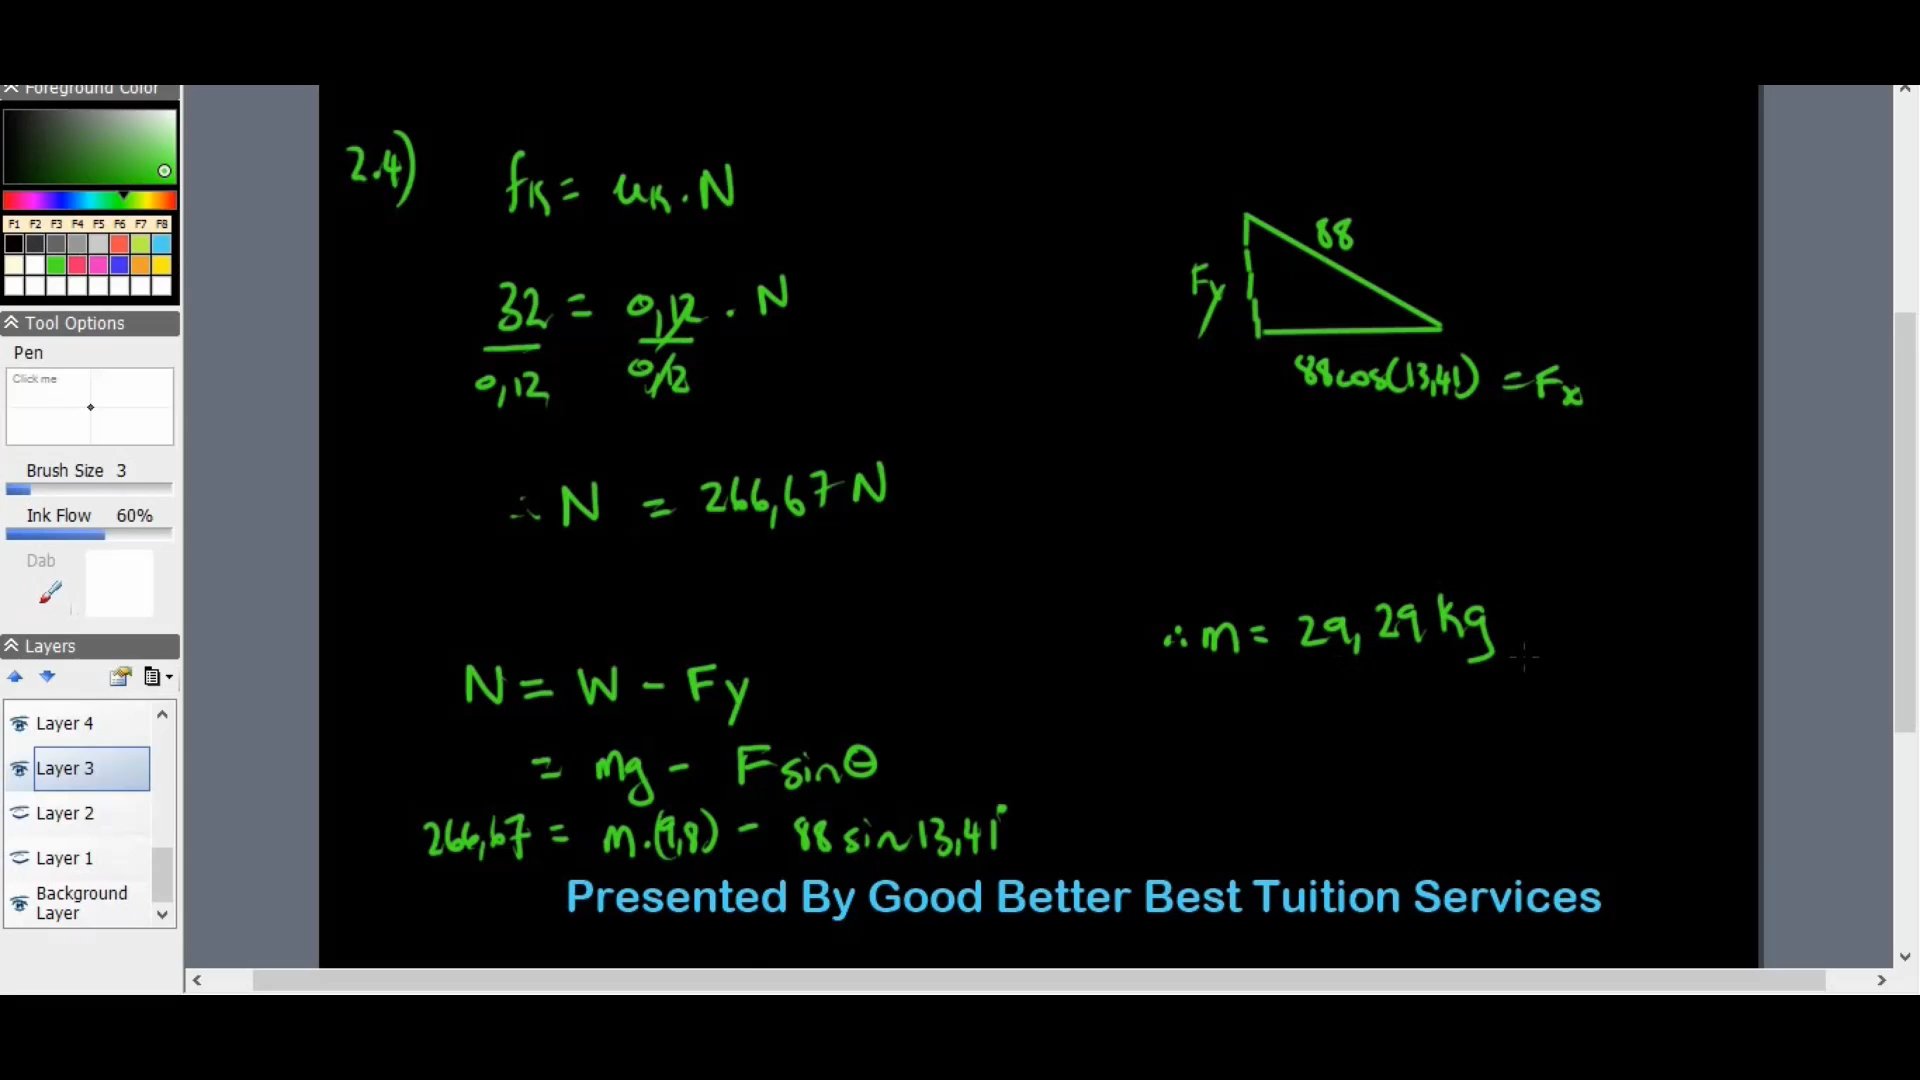 Foreground Color
F1 F2 F3 F4 F5 F6 F7 F8
Tool Options
Pen
Click me
Brush Size 3
Ink Flow 60%
Dab
Layers
Layer 4
Layer 3
Layer 2
Layer 1
Background
Layer
2.4)
fk = uk . N
32 = 0,12 . N
0,12 0,12
∴ N = 266,67 N
N = W - Fy
= mg - F sinθ
266,67 = m.(9,8) - 88 sin 13,41°
88
Fy
88cos(13,41) = Fx
∴ m = 29,29 kg
Presented By Good Better Best Tuition Services